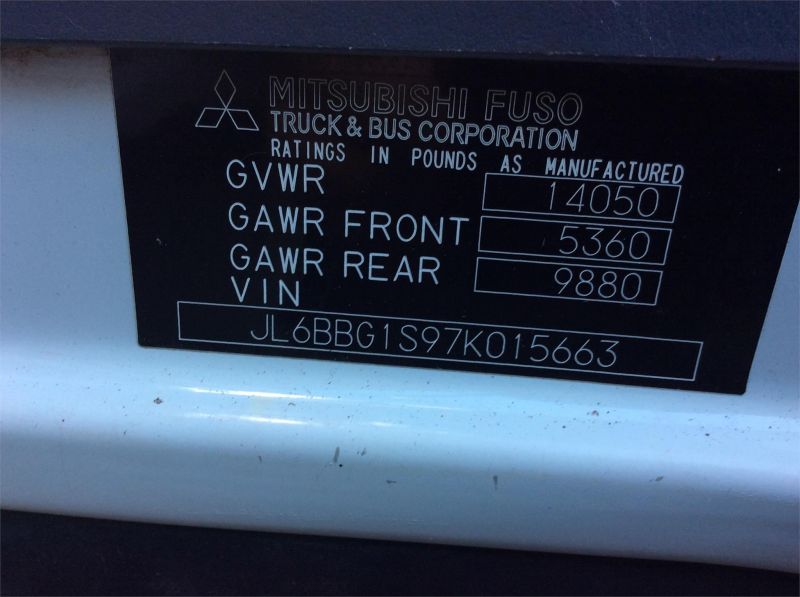 MITSUBISHI FUSO
TRUCK & BUS CORPORATION
RATINGS IN POUNDS AS MANUFACTURED
GVWR 14050
GAWR FRONT 5360
GAWR REAR 9880
VIN
JL6BBG1S97K015663